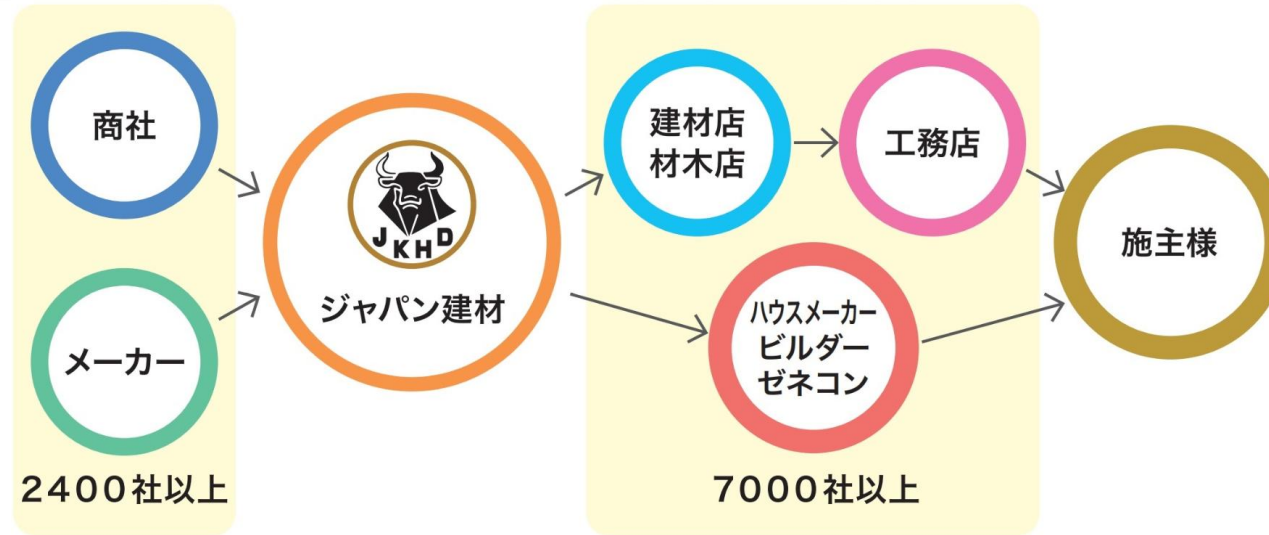 商社
メーカー
2400社以上
JKHD
ジャパン建材
建材店
材木店
工務店
ハウスメーカー
ビルダー
ゼネコン
7000社以上
施主様